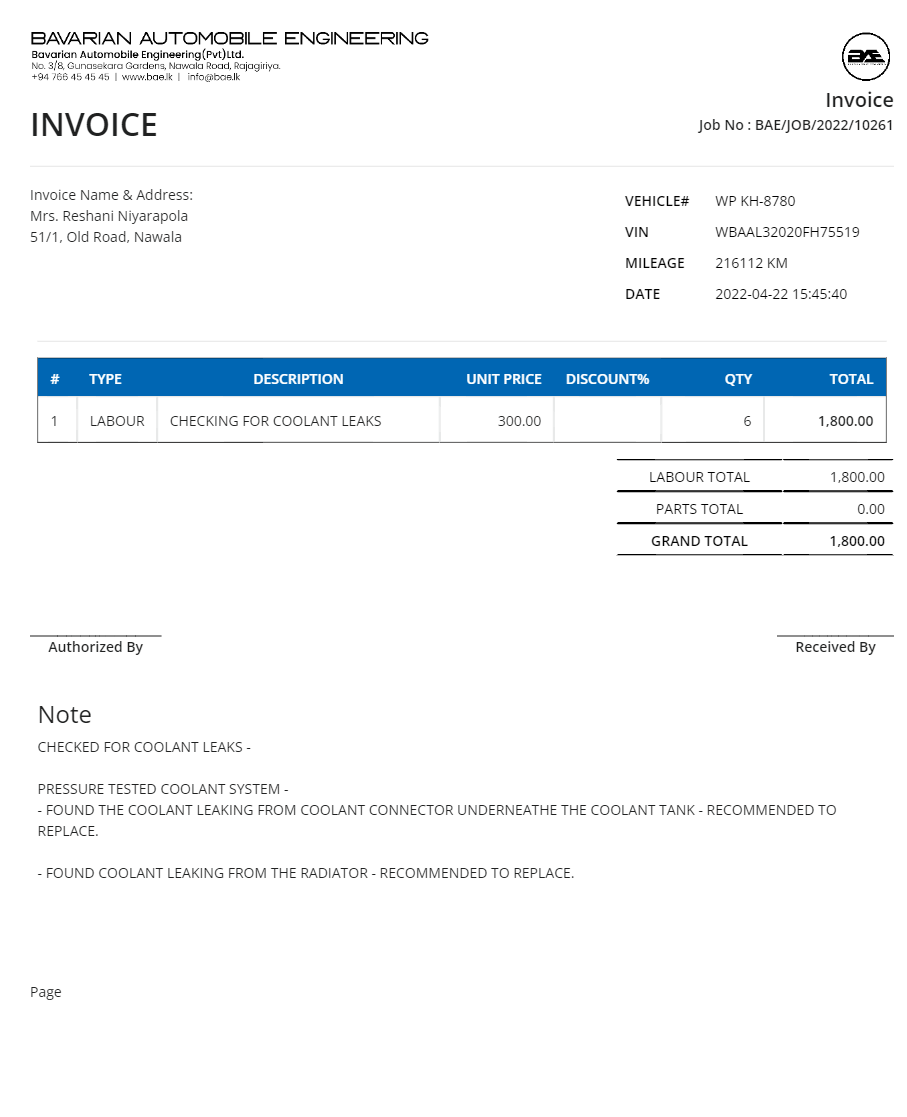 BAVARIAN AUTOMOBILE ENGINEERING
Bavarian Automobile Engineering(Pvt)Ltd.
No. 3/8, Gunasekara Gardens, Nawala Road, Rajagiriya.
+94 766 45 45 45 | www.bae.lk | info@bae.lk
BAE
Invoice
INVOICE
Job No : BAE/JOB/2022/10261
Invoice Name & Address:
Mrs. Reshani Niyarapola
51/1, Old Road, Nawala
VEHICLE# WP KH-8780
VIN WBAAL32020FH75519
MILEAGE 216112 KM
DATE 2022-04-22 15:45:40
# TYPE DESCRIPTION UNIT PRICE DISCOUNT% QTY TOTAL
1 LABOUR CHECKING FOR COOLANT LEAKS 300.00 6 1,800.00
LABOUR TOTAL 1,800.00
PARTS TOTAL 0.00
GRAND TOTAL 1,800.00
Authorized By Received By
Note
CHECKED FOR COOLANT LEAKS -
PRESSURE TESTED COOLANT SYSTEM -
- FOUND THE COOLANT LEAKING FROM COOLANT CONNECTOR UNDERNEATHE THE COOLANT TANK - RECOMMENDED TO
REPLACE.
- FOUND COOLANT LEAKING FROM THE RADIATOR - RECOMMENDED TO REPLACE.
Page